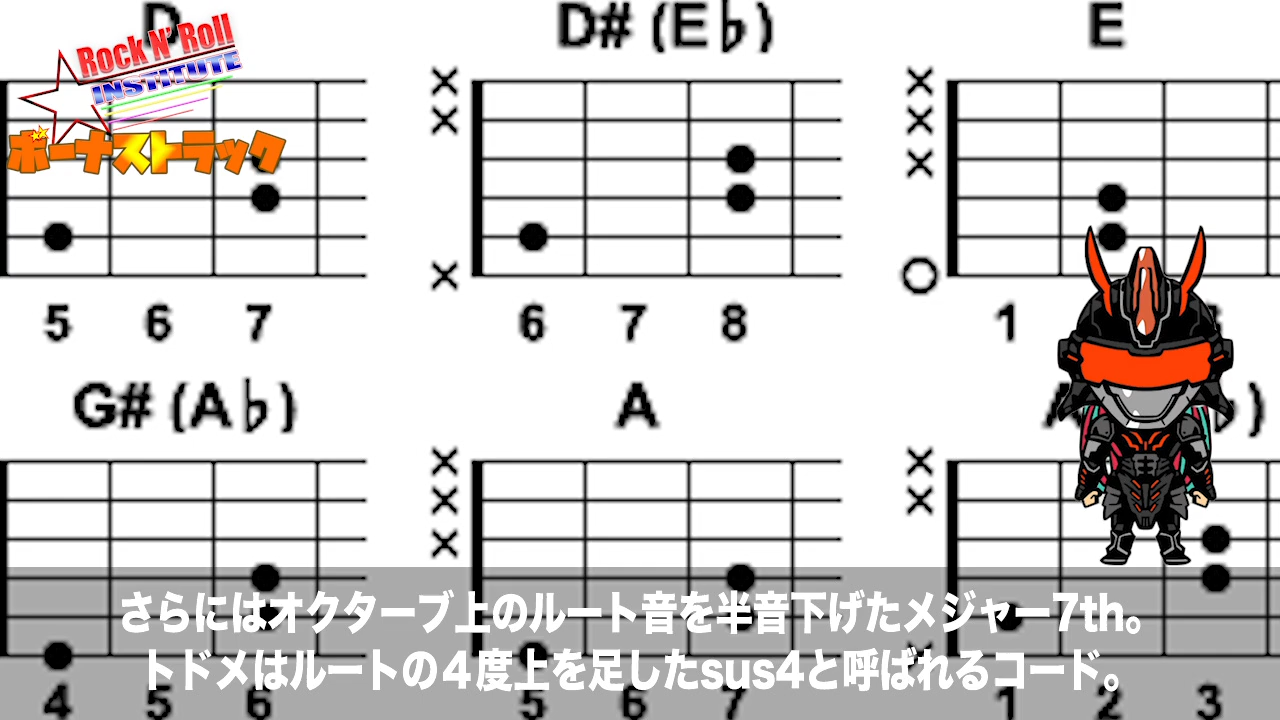 D
D# (E♭)
E
Rock N' Roll
INSTITUTE
ボーナストラック
× × ×
× ×
×
× ○
5 6 7
6 7 8
1
G# (A♭)
A
A ♭)
× ×
× ×
×
さらにはオクターブ上のルート音を半音下げたメジャー7th。
トドメはルートの4度上を足したsus4と呼ばれるコード。
4 5 6
5 6 7
1 2 3